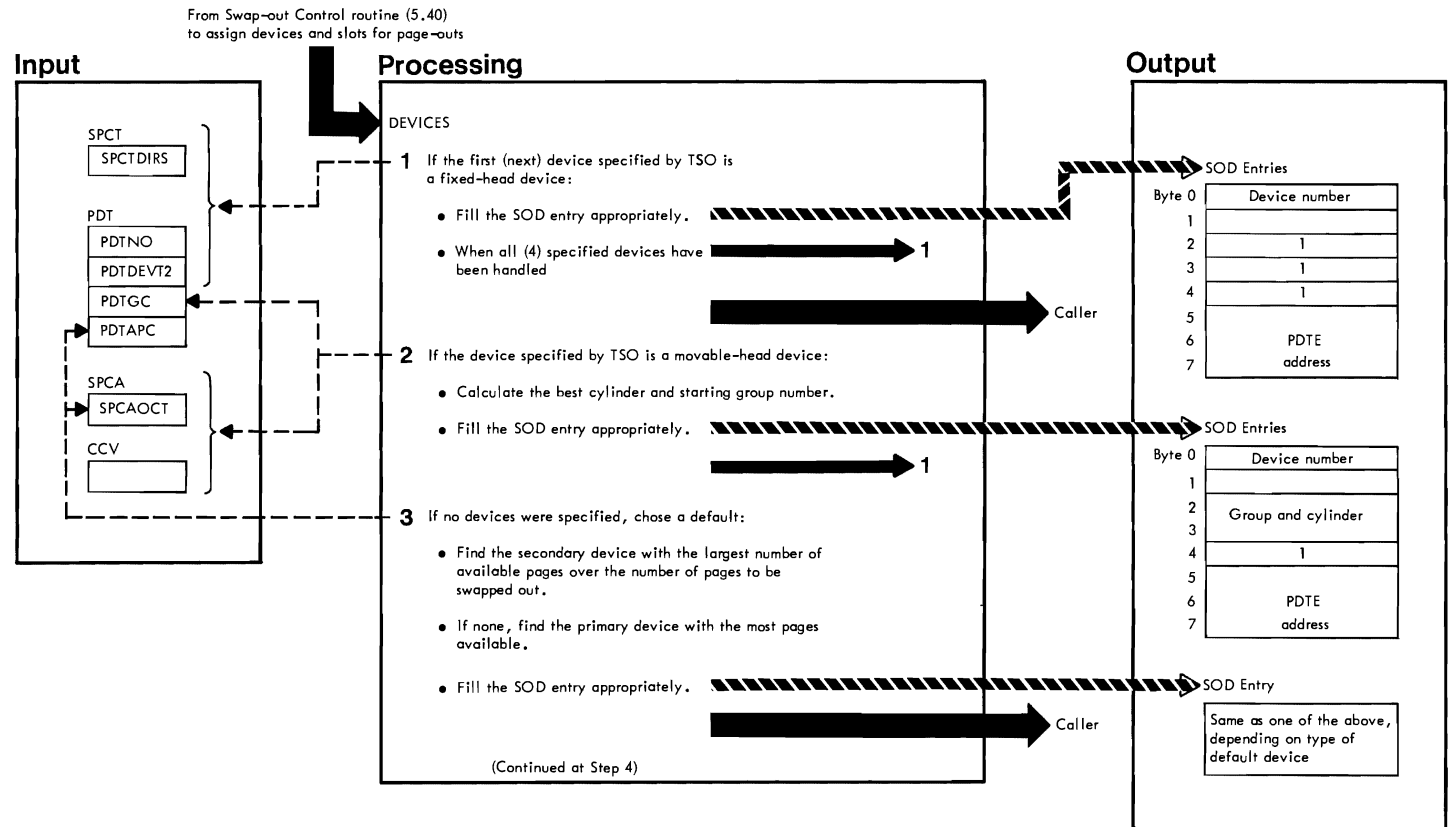 From Swap-out Control routine (5.40)
to assign devices and slots for page-outs
Input
Processing
Output
SPCT
SPCTDIRS
PDT
PDTNO
PDTDEVT2
PDTGC
PDTAPC
SPCA
SPCAOCT
CCV
DEVICES
1 If the first (next) device specified by TSO is
a fixed-head device:
• Fill the SOD entry appropriately.
• When all (4) specified devices have
been handled
1
Caller
2 If the device specified by TSO is a movable-head device:
• Calculate the best cylinder and starting group number.
• Fill the SOD entry appropriately.
1
3 If no devices were specified, chose a default:
• Find the secondary device with the largest number of
available pages over the number of pages to be
swapped out.
• If none, find the primary device with the most pages
available.
• Fill the SOD entry appropriately.
Caller
(Continued at Step 4)
SOD Entries
Byte 0 Device number
1
2 1
3 1
4 1
5
6 PDTE
7 address
SOD Entries
Byte 0 Device number
1
2 Group and cylinder
3
4 1
5
6 PDTE
7 address
SOD Entry
Same as one of the above,
depending on type of
default device